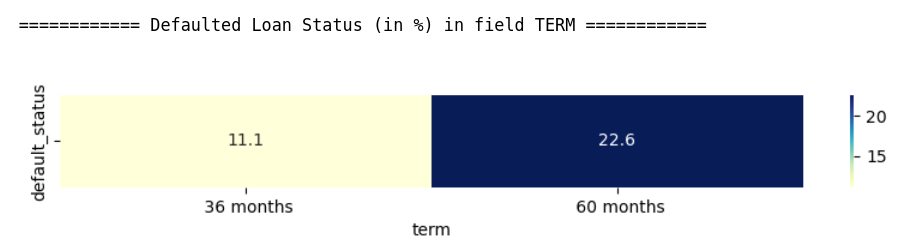 ============ Defaulted Loan Status (in %) in field TERM ============
default_status
11.1
22.6
20
15
36 months
60 months
term